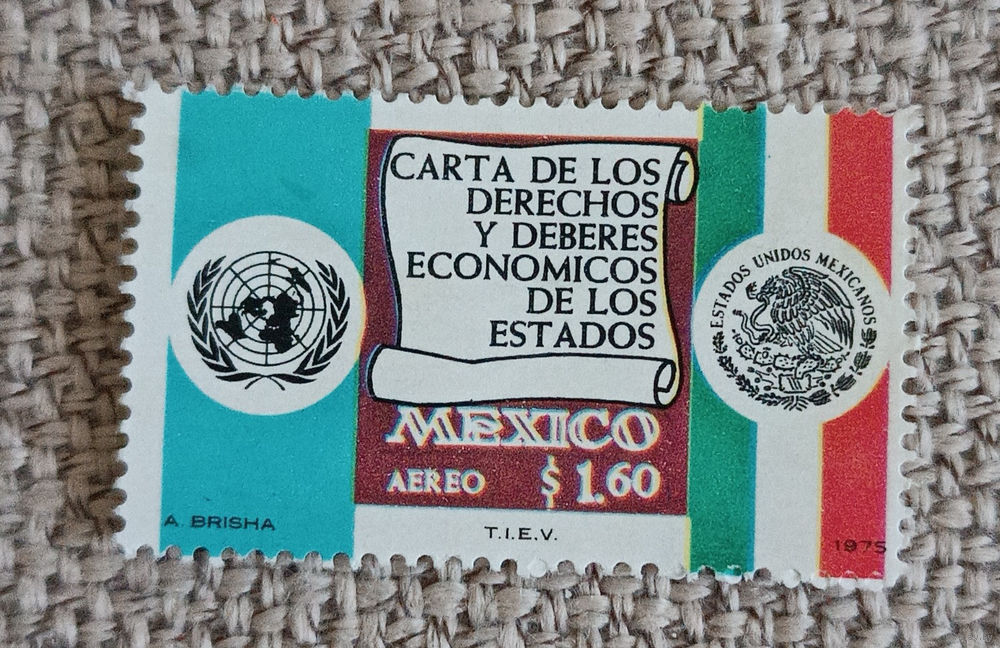 CARTA DE LOS
DERECHOS
Y DEBERES
ECONOMICOS
DE LOS
ESTADOS
MEXICO
AEREO $ 1.60
A. BRISHA
T.I.E.V.
ESTADOS UNIDOS MEXICANOS
1975